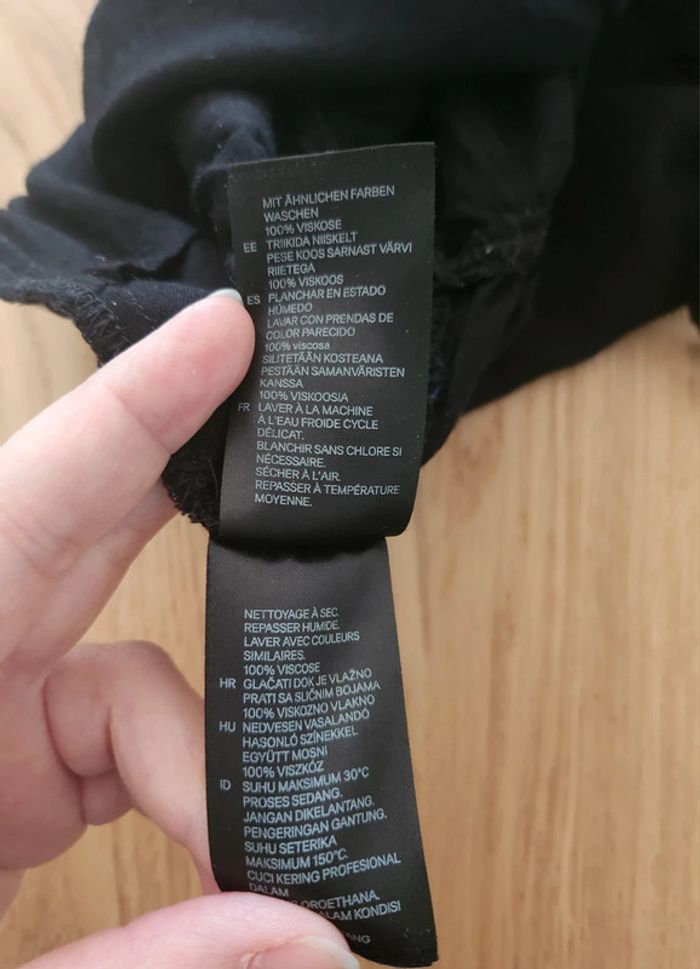 MIT ÄHNLICHEN FARBEN
WASCHEN
100% VISKOSE
EE TRIIKIDA NIISKELT
PESE KOOS SARNAST VÄRVI
RIIETEGA
100% VISKOOS
ES PLANCHAR EN ESTADO
HÚMEDO
LAVAR CON PRENDAS DE
COLOR PARECIDO
100% viscosa
SILITETÄÄN KOSTEANA
PESTÄÄN SAMANVÄRISTEN
KANSSA
100% VISKOOSIA
FR LAVER À LA MACHINE
À L'EAU FROIDE CYCLE
DÉLICAT.
BLANCHIR SANS CHLORE SI
NÉCESSAIRE.
SÉCHER À L'AIR.
REPASSER À TEMPÉRATURE
MOYENNE.
NETTOYAGE À SEC.
REPASSER HUMIDE.
LAVER AVEC COULEURS
SIMILAIRES.
100% VISCOSE
HR GLAČATI DOK JE VLAŽNO
PRATI SA SLIČNIM BOJAMA
100% VISKOZNO VLAKNO
HU NEDVESEN VASALANDÓ
HASONLÓ SZÍNEKKEL
EGYÜTT MOSNI
100% VISZKÓZ
ID SUHU MAKSIMUM 30°C
PROSES SEDANG.
JANGAN DIKELANTANG.
PENGERINGAN GANTUNG.
SUHU SETERIKA
MAKSIMUM 150°C.
CUCI KERING PROFESIONAL
DALAM
KONDISI